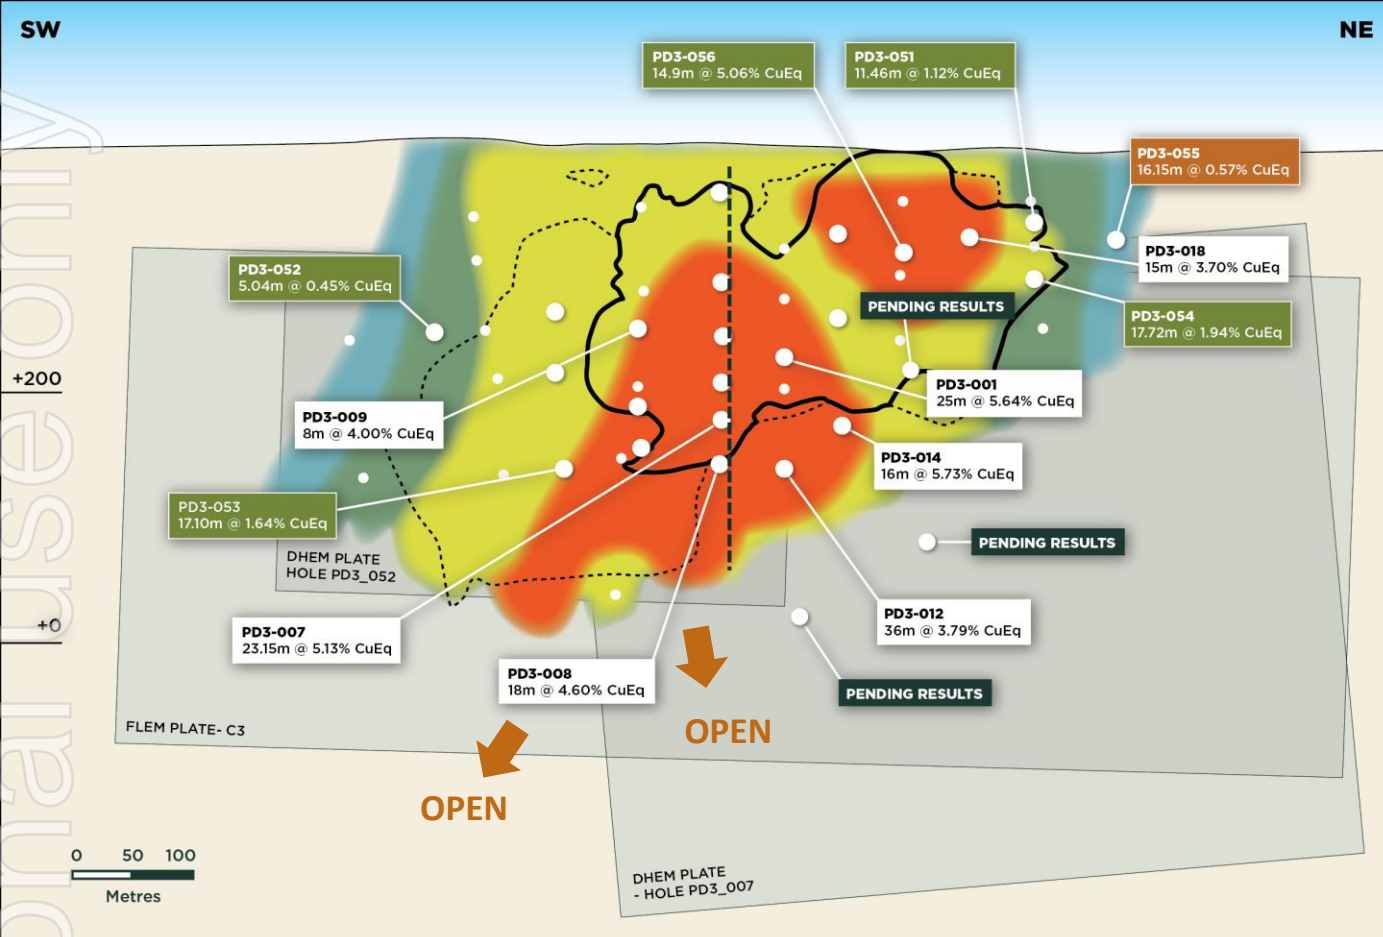 SW
NE
PD3-056
14.9m @ 5.06% CuEq
PD3-051
11.46m @ 1.12% CuEq
PD3-055
16.15m @ 0.57% CuEq
PD3-018
15m @ 3.70% CuEq
PD3-052
5.04m @ 0.45% CuEq
PENDING RESULTS
PD3-054
17.72m @ 1.94% CuEq
+200
PD3-001
25m @ 5.64% CuEq
PD3-009
8m @ 4.00% CuEq
PD3-014
16m @ 5.73% CuEq
PD3-053
17.10m @ 1.64% CuEq
PENDING RESULTS
DHEM PLATE
HOLE PD3_052
+0
PD3-007
23.15m @ 5.13% CuEq
PD3-012
36m @ 3.79% CuEq
PD3-008
18m @ 4.60% CuEq
PENDING RESULTS
FLEM PLATE- C3
OPEN
OPEN
0 50 100
Metres
DHEM PLATE
- HOLE PD3_007
onal use only